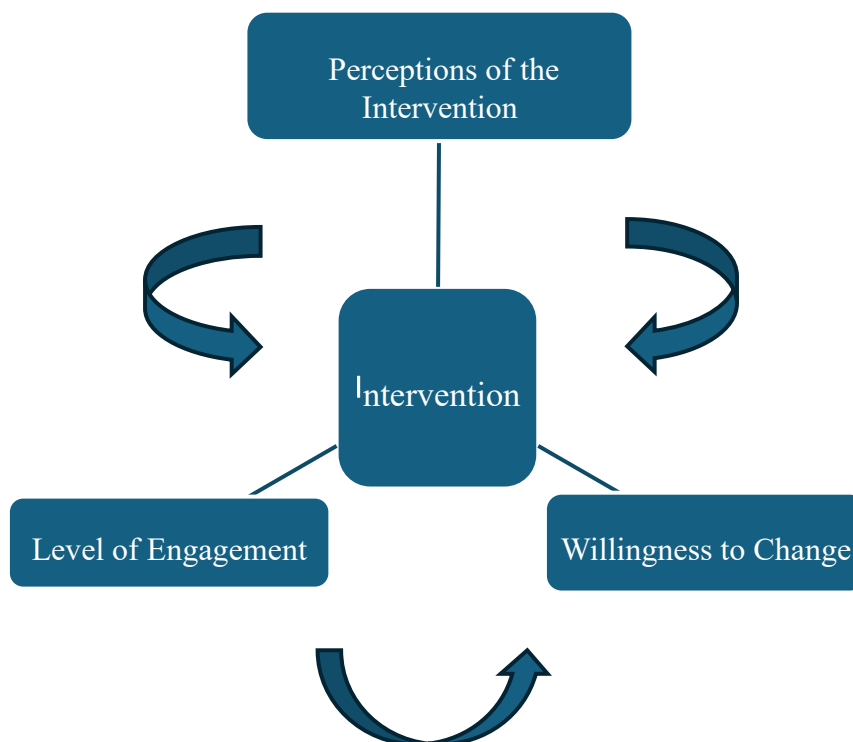 Perceptions of the
Intervention
Intervention
Level of Engagement
Willingness to Change